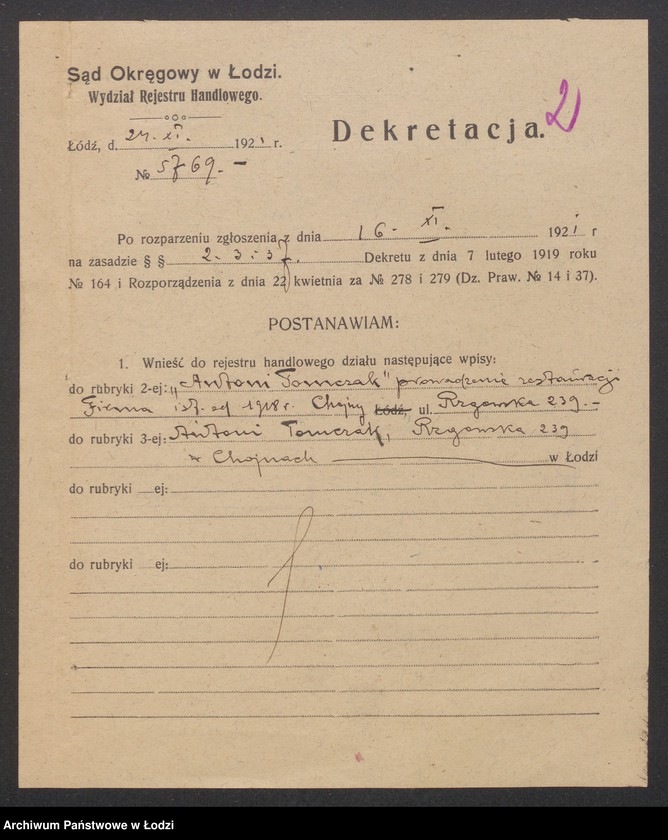 Sąd Okręgowy w Łodzi.
Wydział Rejestru Handlowego.
Dekretacja.
2
Łódź, d. 24. XI. 1921 r.
№ 5769. –
Po rozparzeniu zgłoszenia z dnia 16. XI. 1921 r
na zasadzie § § 2. 3. i 37. Dekretu z dnia 7 lutego 1919 roku
№ 164 i Rozporządzenia z dnia 22 kwietnia za № 278 i 279 (Dz. Praw. № 14 i 37).
POSTANAWIAM:
1. Wnieść do rejestru handlowego działu następujące wpisy:
do rubryki 2-ej: „Antoni Tomczak" prowadzenie restauracji
Firma ist. od 1918 r. Chojny Łódź, ul. Rzgowska 239. –
do rubryki 3-ej: Antoni Tomczak, Rzgowska 239
w Chojnach w Łodzi
do rubryki ej:
do rubryki ej:
Archiwum Państwowe w Łodzi